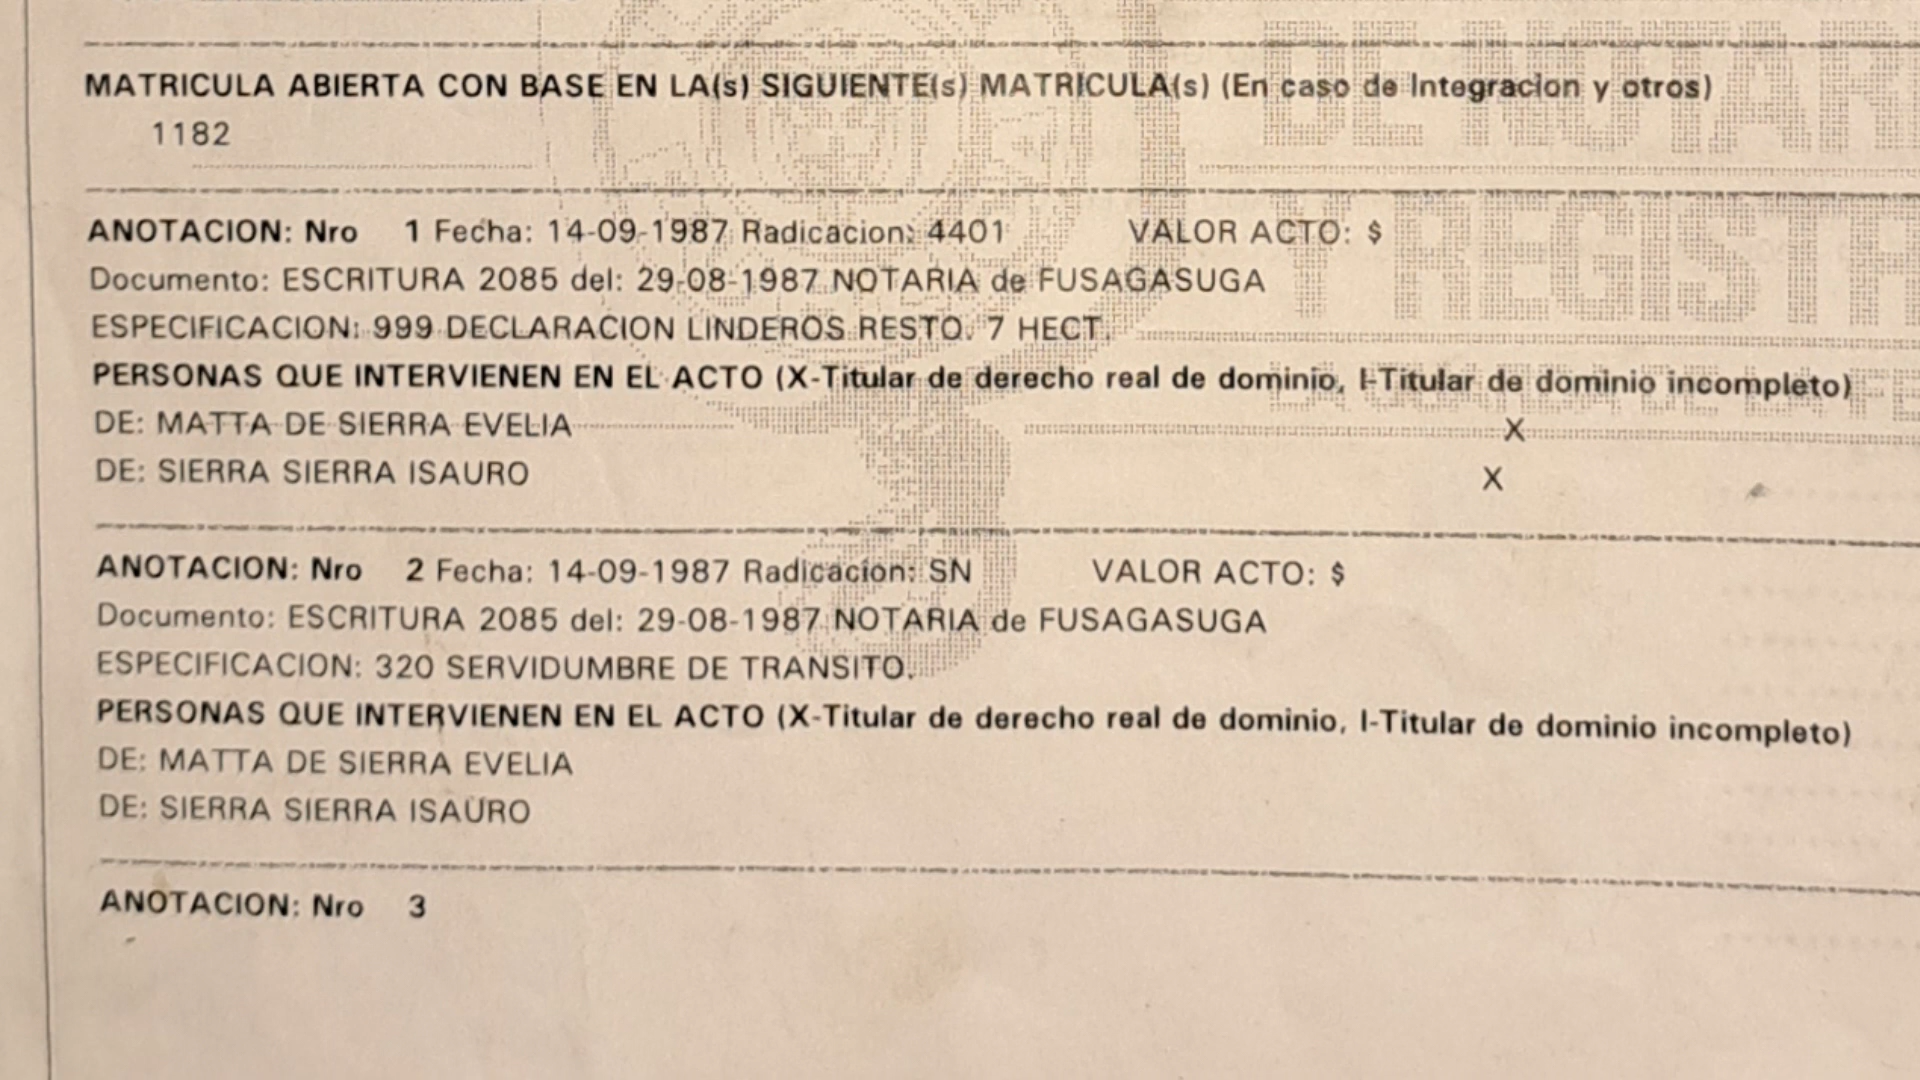 MATRICULA ABIERTA CON BASE EN LA(s) SIGUIENTE(s) MATRICULA(s) (En caso de Integracion y otros)
1182
DE NOTAR
ANOTACION: Nro 1 Fecha: 14-09-1987 Radicacion: 4401 VALOR ACTO: $
Y REGISTR
Documento: ESCRITURA 2085 del: 29-08-1987 NOTARIA de FUSAGASUGA
ESPECIFICACION: 999 DECLARACION LINDEROS RESTO. 7 HECT.
PERSONAS QUE INTERVIENEN EN EL ACTO (X-Titular de derecho real de dominio, I-Titular de dominio incompleto)
DE: MATTA DE SIERRA EVELIA X
DE: SIERRA SIERRA ISAURO X
ANOTACION: Nro 2 Fecha: 14-09-1987 Radicacion: SN VALOR ACTO: $
Documento: ESCRITURA 2085 del: 29-08-1987 NOTARIA de FUSAGASUGA
ESPECIFICACION: 320 SERVIDUMBRE DE TRANSITO.
PERSONAS QUE INTERVIENEN EN EL ACTO (X-Titular de derecho real de dominio, I-Titular de dominio incompleto)
DE: MATTA DE SIERRA EVELIA
DE: SIERRA SIERRA ISAURO
ANOTACION: Nro 3